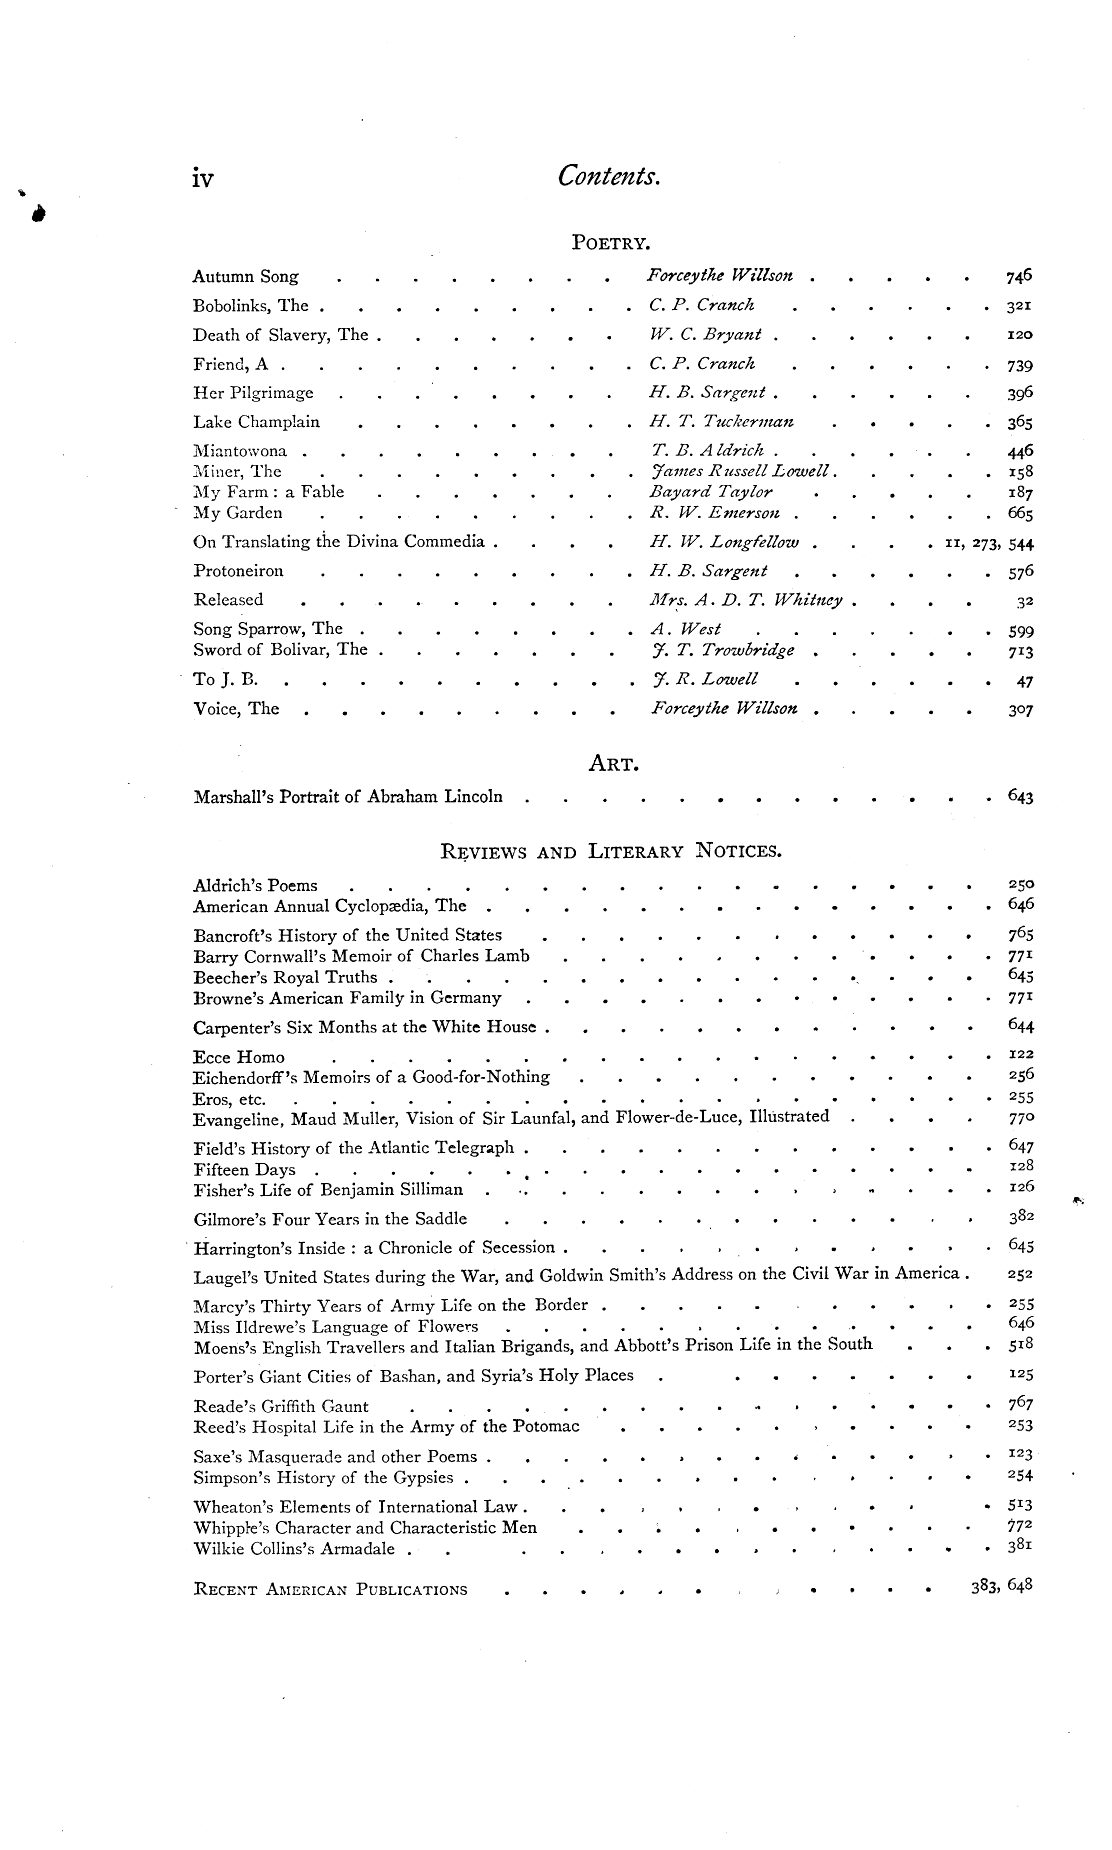 iv Contents.
POETRY.
Autumn Song . . . . . . . . Forceythe Willson . . . . . 746
Bobolinks, The . . . . . . . . . C. P. Cranch . . . . . . 321
Death of Slavery, The . . . . . . . W. C. Bryant . . . . . . 120
Friend, A . . . . . . . . . . C. P. Cranch . . . . . . 739
Her Pilgrimage . . . . . . . . H. B. Sargent . . . . . . 396
Lake Champlain . . . . . . . . H. T. Tuckerman . . . . . 365
Miantowona . . . . . . . . . T. B. Aldrich . . . . . . 446
Miner, The . . . . . . . . . James Russell Lowell . . . . . 158
My Farm : a Fable . . . . . . . Bayard Taylor . . . . . 187
My Garden . . . . . . . . . R. W. Emerson . . . . . . 665
On Translating the Divina Commedia . . . . H. W. Longfellow . . . . 11, 273, 544
Protoneiron . . . . . . . . . H. B. Sargent . . . . . . 576
Released . . . . . . . . . Mrs. A. D. T. Whitney . . . . 32
Song Sparrow, The . . . . . . . . A. West . . . . . . . 599
Sword of Bolivar, The . . . . . . . J. T. Trowbridge . . . . . 713
To J. B. . . . . . . . . . . J. R. Lowell . . . . . . 47
Voice, The . . . . . . . . . Forceythe Willson . . . . . 307
ART.
Marshall's Portrait of Abraham Lincoln . . . . . . . . . . . . . 643
REVIEWS AND LITERARY NOTICES.
Aldrich's Poems . . . . . . . . . . . . . . . . . 250
American Annual Cyclopædia, The . . . . . . . . . . . . . . 646
Bancroft's History of the United States . . . . . . . . . . . . 765
Barry Cornwall's Memoir of Charles Lamb . . . . . . . . . . . . 771
Beecher's Royal Truths . . . . . . . . . . . . . . . . 645
Browne's American Family in Germany . . . . . . . . . . . . . 771
Carpenter's Six Months at the White House . . . . . . . . . . . . 644
Ecce Homo . . . . . . . . . . . . . . . . . . 122
Eichendorff's Memoirs of a Good-for-Nothing . . . . . . . . . . . 256
Eros, etc. . . . . . . . . . . . . . . . . . . . 255
Evangeline, Maud Muller, Vision of Sir Launfal, and Flower-de-Luce, Illustrated . . . . 770
Field's History of the Atlantic Telegraph . . . . . . . . . . . . . 647
Fifteen Days . . . . . . . . . . . . . . . . . . 128
Fisher's Life of Benjamin Silliman . . . . . . . . . . . . . . 126
Gilmore's Four Years in the Saddle . . . . . . . . . . . . . 382
Harrington's Inside : a Chronicle of Secession . . . . . . . . . . . . 645
Laugel's United States during the War, and Goldwin Smith's Address on the Civil War in America . 252
Marcy's Thirty Years of Army Life on the Border . . . . . . . . . . . 255
Miss Ildrewe's Language of Flowers . . . . . . . . . . . . . 646
Moens's English Travellers and Italian Brigands, and Abbott's Prison Life in the South . . . 518
Porter's Giant Cities of Bashan, and Syria's Holy Places . . . . . . . . 125
Reade's Griffith Gaunt . . . . . . . . . . . . . . . . 767
Reed's Hospital Life in the Army of the Potomac . . . . . . . . . . 253
Saxe's Masquerade and other Poems . . . . . . . . . . . . . . 123
Simpson's History of the Gypsies . . . . . . . . . . . . . . 254
Wheaton's Elements of International Law . . . . . . . . . . . . 513
Whipple's Character and Characteristic Men . . . . . . . . . . . 772
Wilkie Collins's Armadale . . . . . . . . . . . . . . . 381
RECENT AMERICAN PUBLICATIONS . . . . . . . . . . . . 383, 648